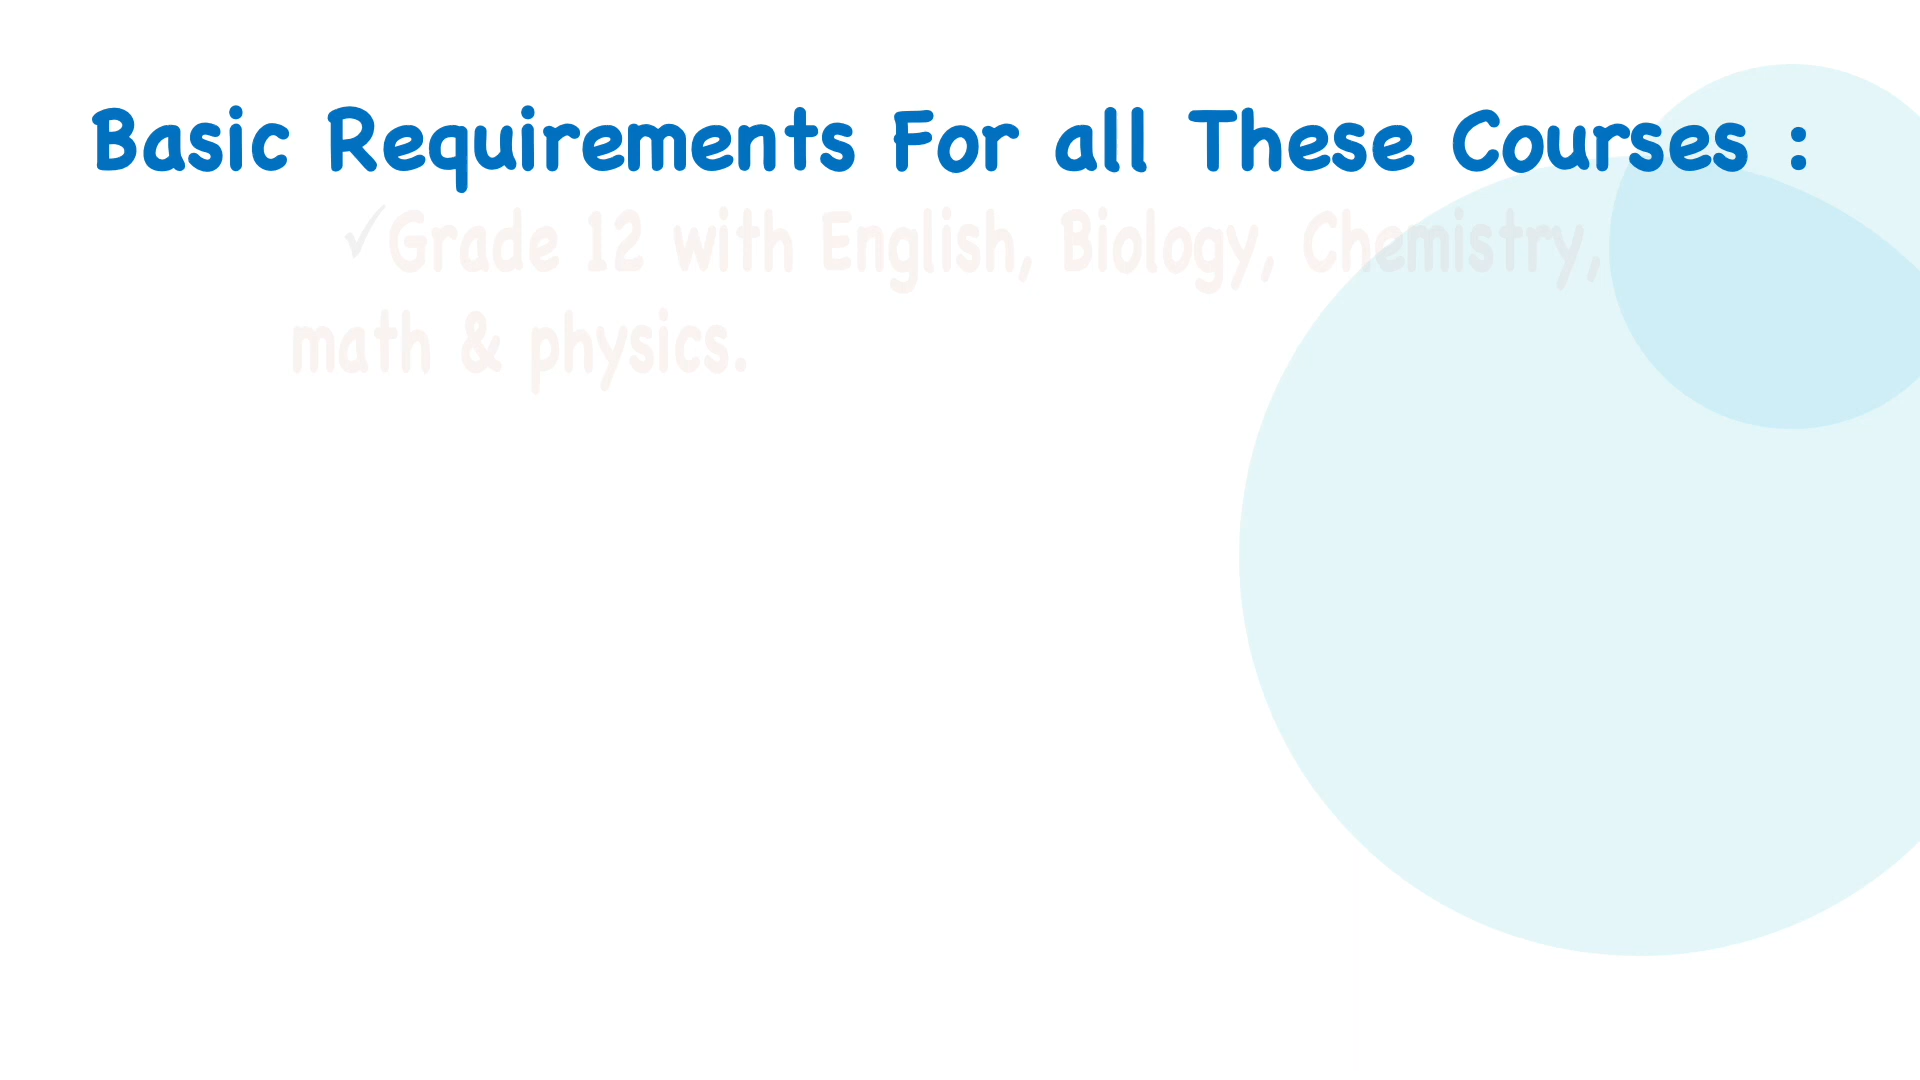 Basic Requirements For all These Courses :
✓Grade 12 with English, Biology, Chemistry,
math & physics.